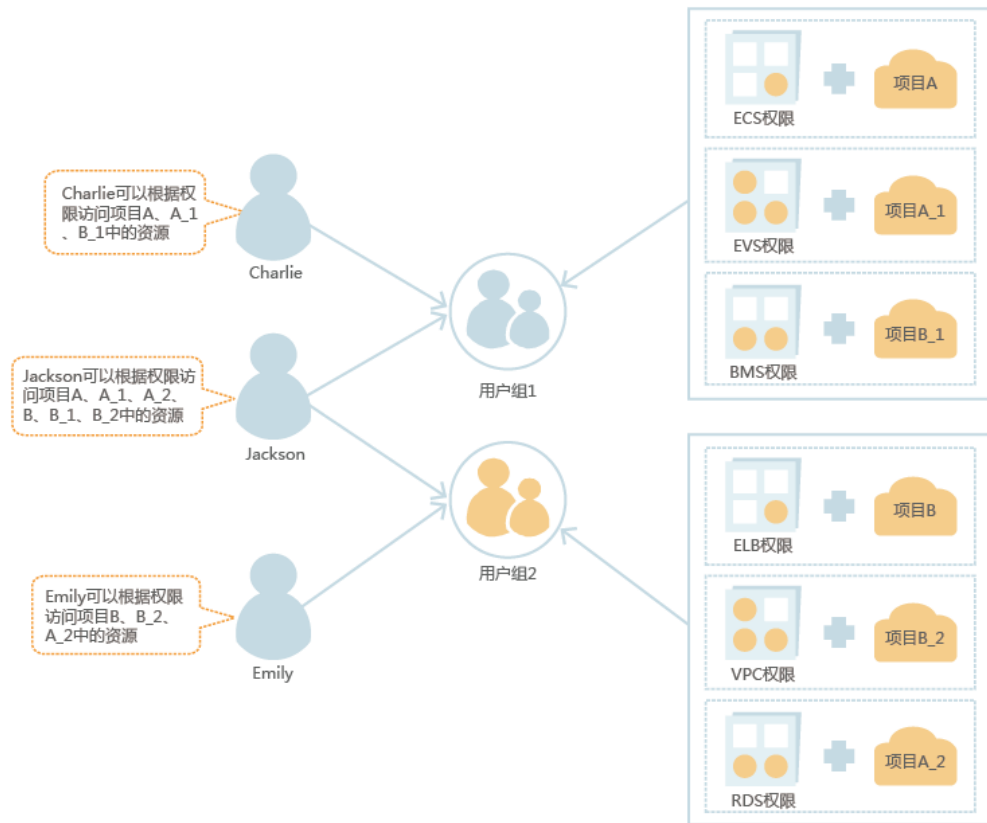 Charlie可以根据权
限访问项目A、A_1
、B_1中的资源
Charlie
Jackson可以根据权限访
问项目A、A_1、A_2、
B、B_1、B_2中的资源
Jackson
Emily可以根据权限
访问项目B、B_2、
A_2中的资源
Emily
用户组1
用户组2
ECS权限
项目A
EVS权限
项目A_1
BMS权限
项目B_1
ELB权限
项目B
VPC权限
项目B_2
RDS权限
项目A_2